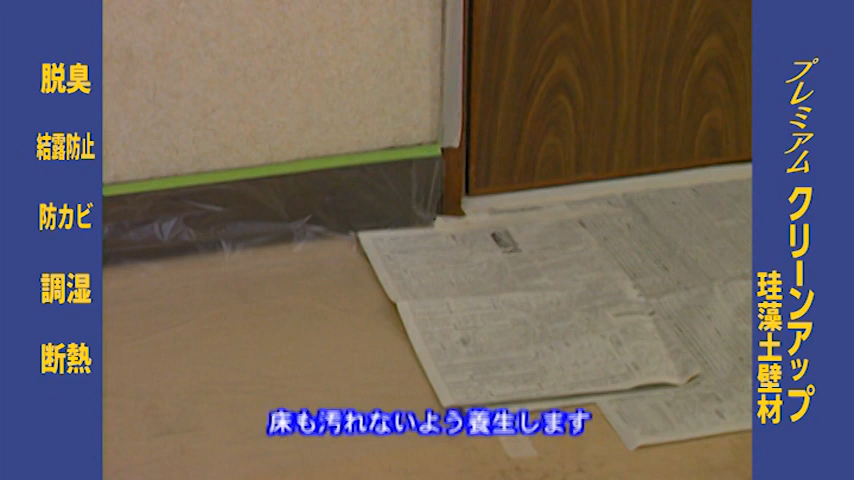 脱臭
結露防止
防カビ
調湿
断熱
プレミアム クリーンアップ
珪藻土壁材
床も汚れないよう養生します